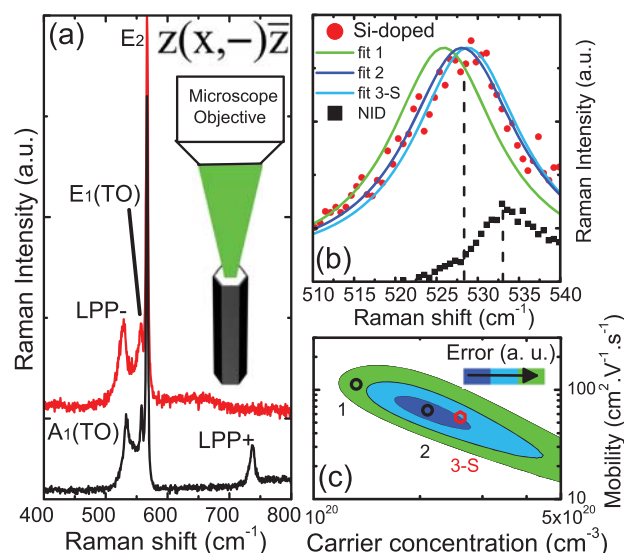 (a)
E₂
z(x,−)z̄
Microscope
Objective
E₁(TO)
LPP-
A₁(TO)
LPP+
Raman Intensity (a.u.)
400 500 600 700 800
Raman shift (cm⁻¹)
Si-doped
fit 1
fit 2
fit 3-S
NID
(b)
Raman Intensity (a.u.)
510 515 520 525 530 535 540
Raman shift (cm⁻¹)
Error (a. u.)
1
2
3-S
(c)
100
10
Mobility (cm².V⁻¹.s⁻¹)
10²⁰ 5x10²⁰
Carrier concentration (cm⁻³)